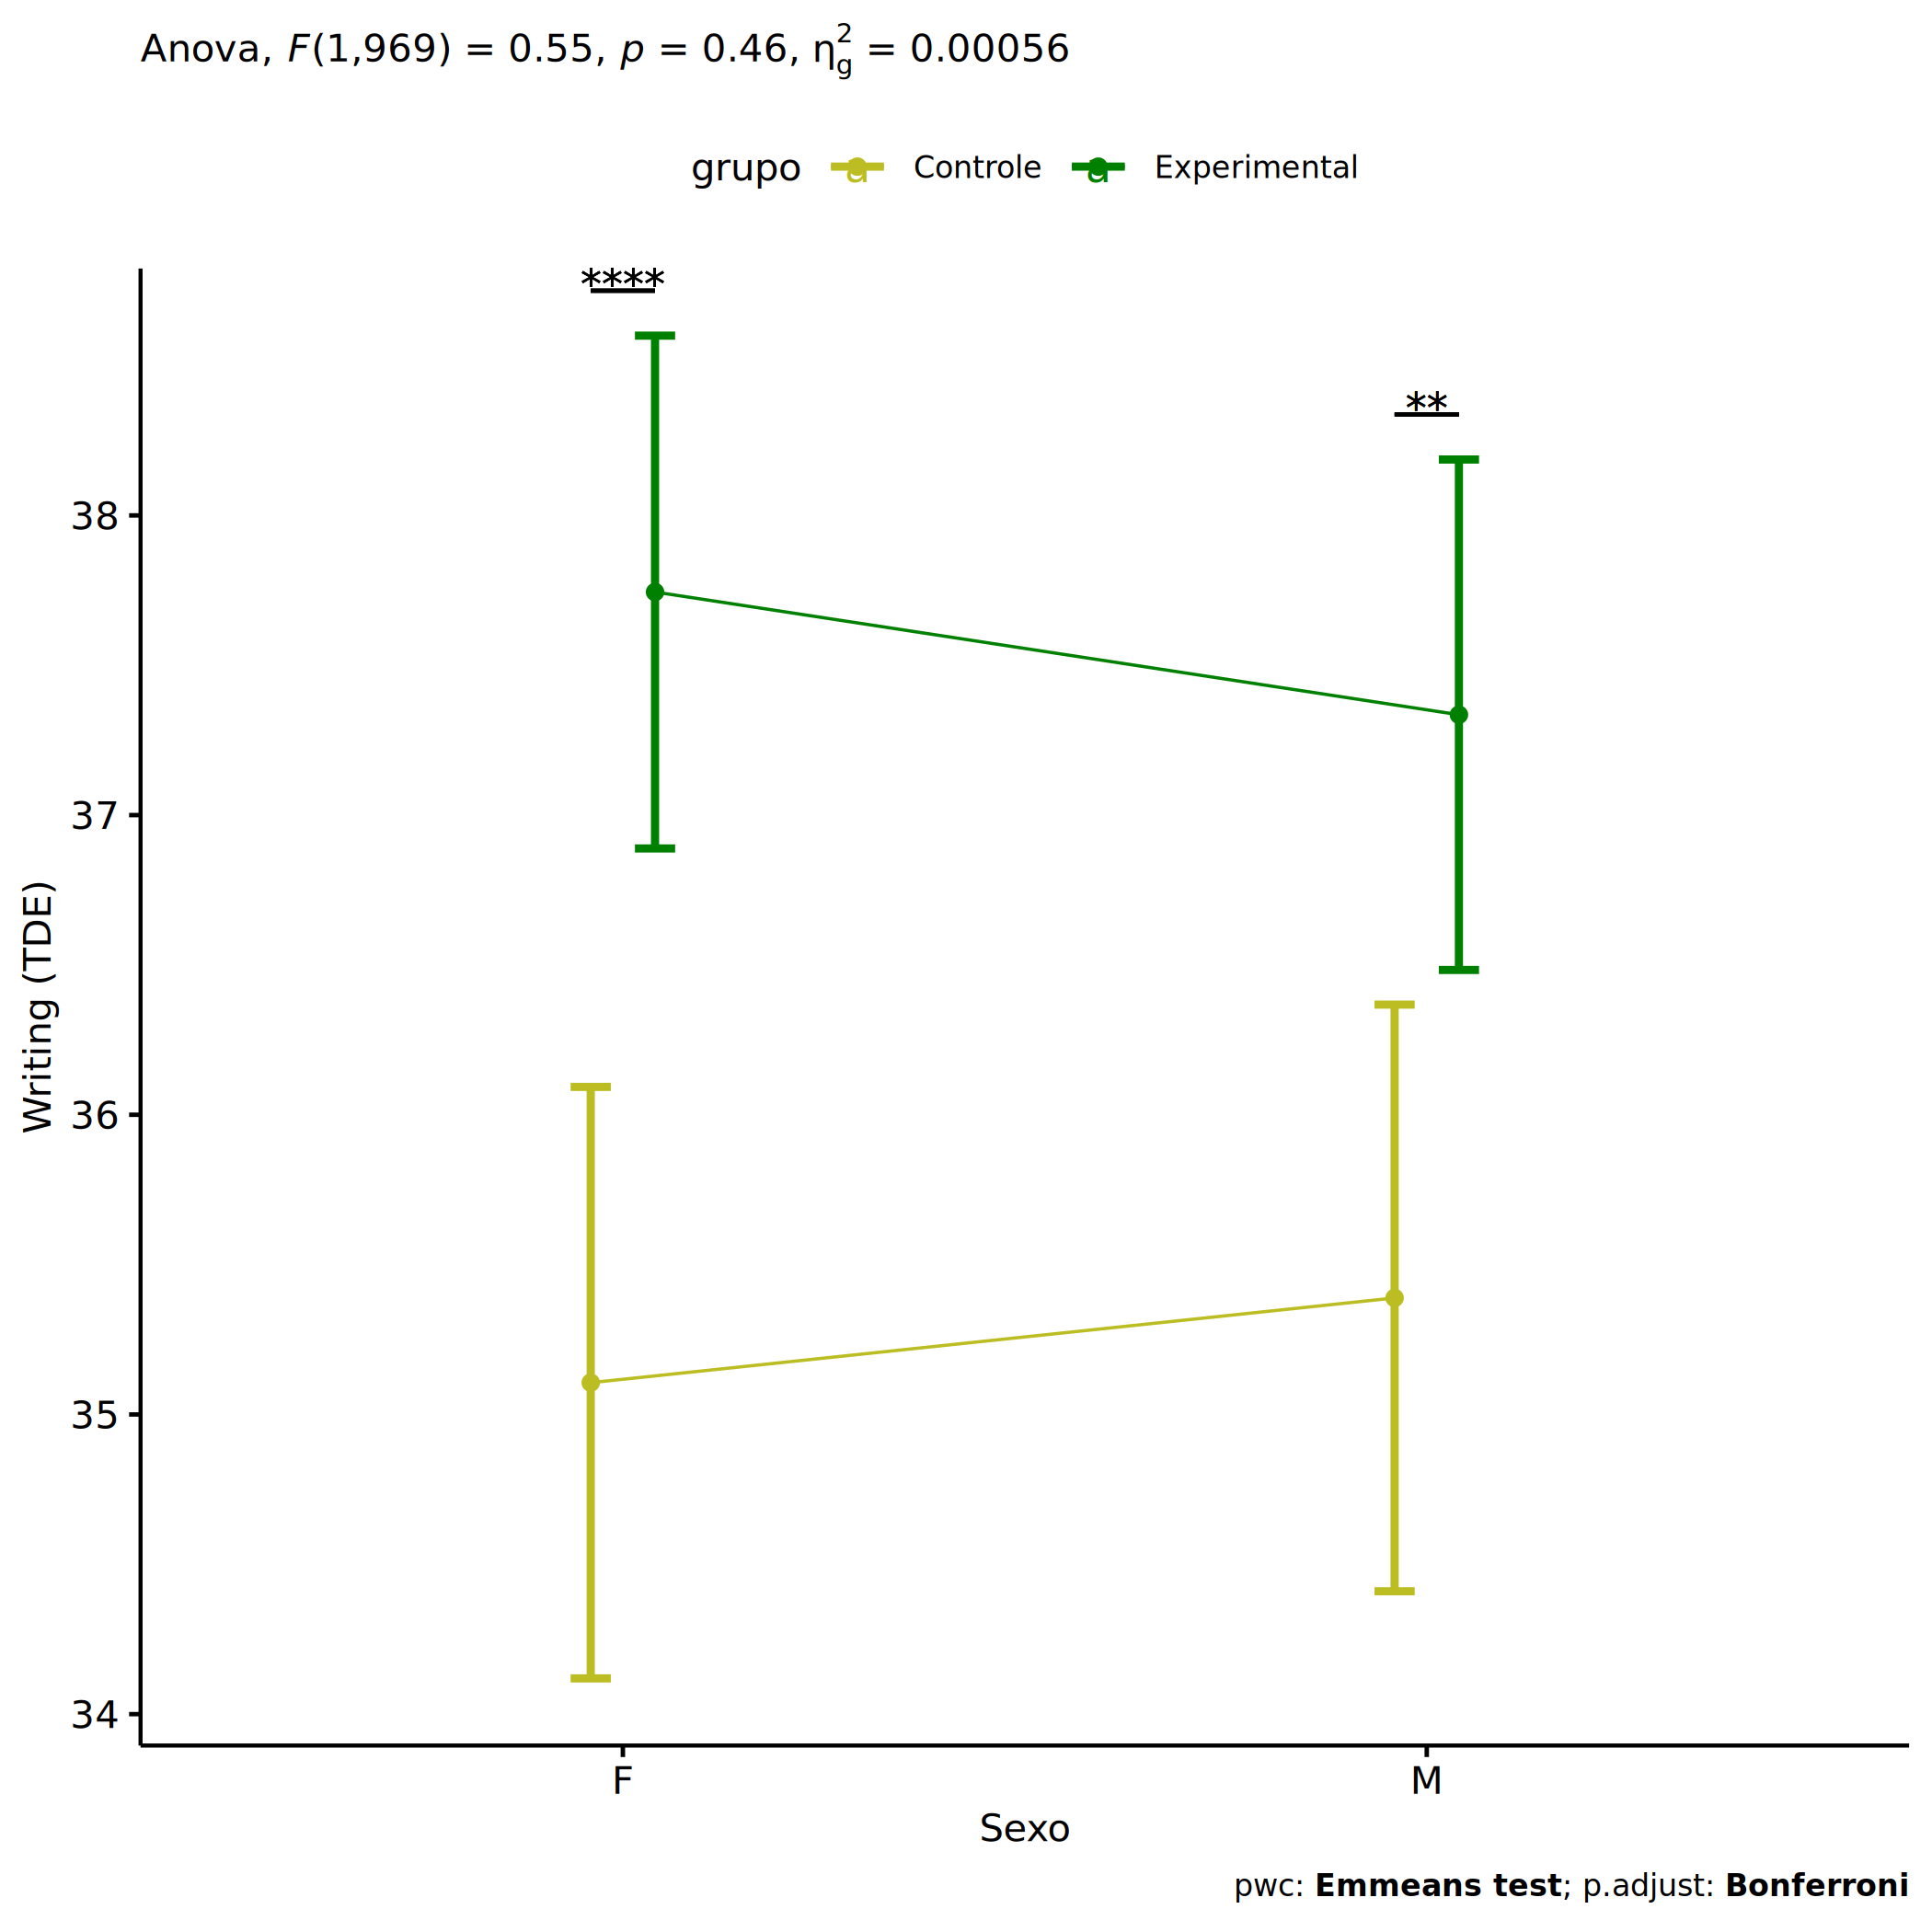 Anova, F(1,969) = 0.55, p = 0.46, η²g = 0.00056
grupo Controle Experimental
****
**
38
37
36
35
34
Writing (TDE)
F M
Sexo
pwc: Emmeans test; p.adjust: Bonferroni